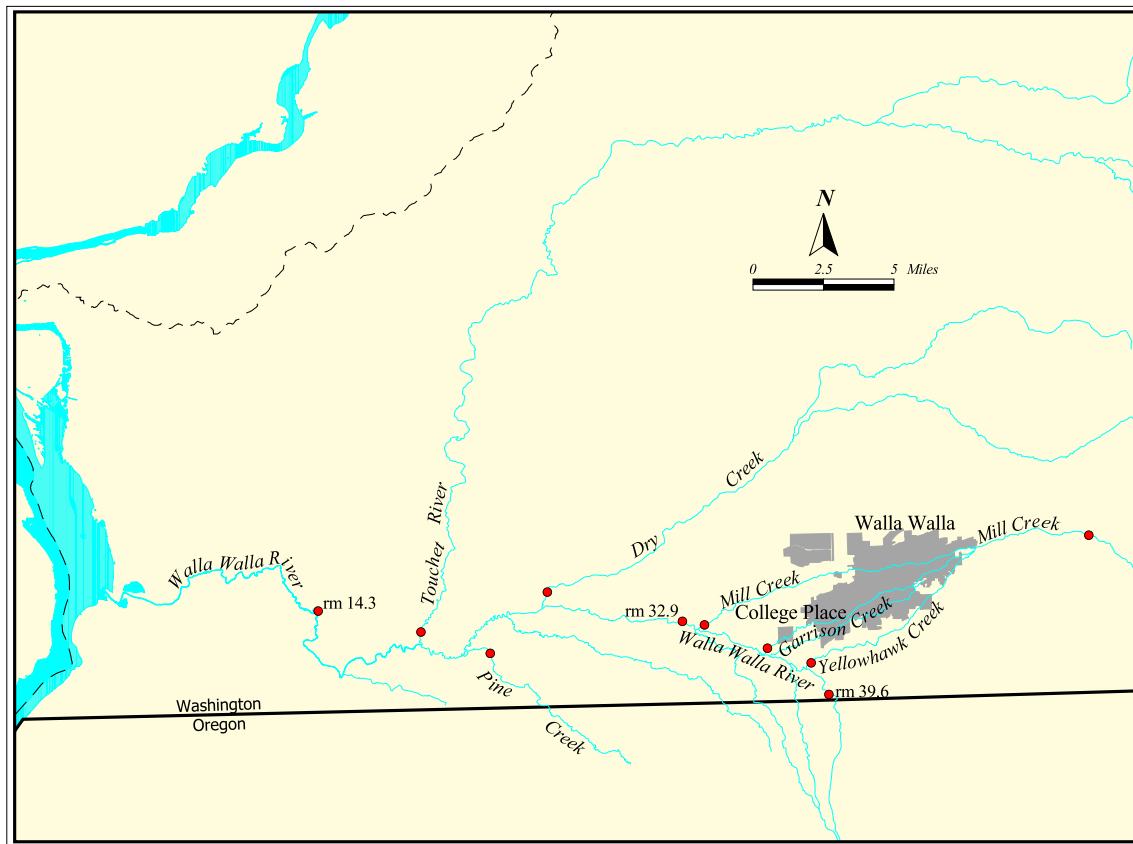 N
0 2.5 5 Miles
Touchet River
Dry Creek
Walla Walla
Mill Creek
Walla Walla River
Mill Creek
rm 14.3
rm 32.9
College Place
Garrison Creek
Walla Walla River
Yellowhawk Creek
Pine Creek
rm 39.6
Washington
Oregon